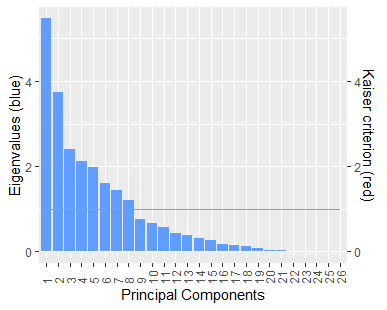 Eigenvalues (blue)
4
2
0
4
2
0
Kaiser criterion (red)
1 2 3 4 5 6 7 8 9 10 11 12 13 14 15 16 17 18 19 20 21 22 23 24 25 26
Principal Components